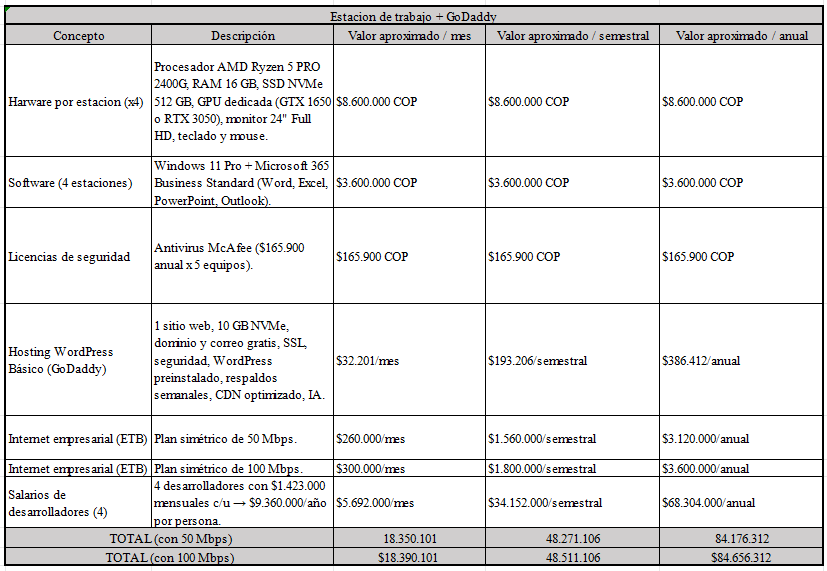 Estacion de trabajo + GoDaddy
Concepto Descripción Valor aproximado / mes Valor aproximado / semestral Valor aproximado / anual
Harware por estacion (x4)
Procesador AMD Ryzen 5 PRO
2400G, RAM 16 GB, SSD NVMe
512 GB, GPU dedicada (GTX 1650
o RTX 3050), monitor 24" Full
HD, teclado y mouse.
$8.600.000 COP $8.600.000 COP $8.600.000 COP
Software (4 estaciones)
Windows 11 Pro + Microsoft 365
Business Standard (Word, Excel,
PowerPoint, Outlook).
$3.600.000 COP $3.600.000 COP $3.600.000 COP
Licencias de seguridad
Antivirus McAfee ($165.900
anual x 5 equipos).
$165.900 COP $165.900 COP $165.900 COP
Hosting WordPress
Básico (GoDaddy)
1 sitio web, 10 GB NVMe,
dominio y correo gratis, SSL,
seguridad, WordPress
preinstalado, respaldos
semanales, CDN optimizado, IA.
$32.201/mes $193.206/semestral $386.412/anual
Internet empresarial (ETB) Plan simétrico de 50 Mbps. $260.000/mes $1.560.000/semestral $3.120.000/anual
Internet empresarial (ETB) Plan simétrico de 100 Mbps. $300.000/mes $1.800.000/semestral $3.600.000/anual
Salarios de
desarrolladores (4)
4 desarrolladores con $1.423.000
mensuales c/u → $9.360.000/año
por persona.
$5.692.000/mes $34.152.000/semestral $68.304.000/anual
TOTAL (con 50 Mbps) 18.350.101 48.271.106 84.176.312
TOTAL (con 100 Mbps) $18.390.101 48.511.106 $84.656.312